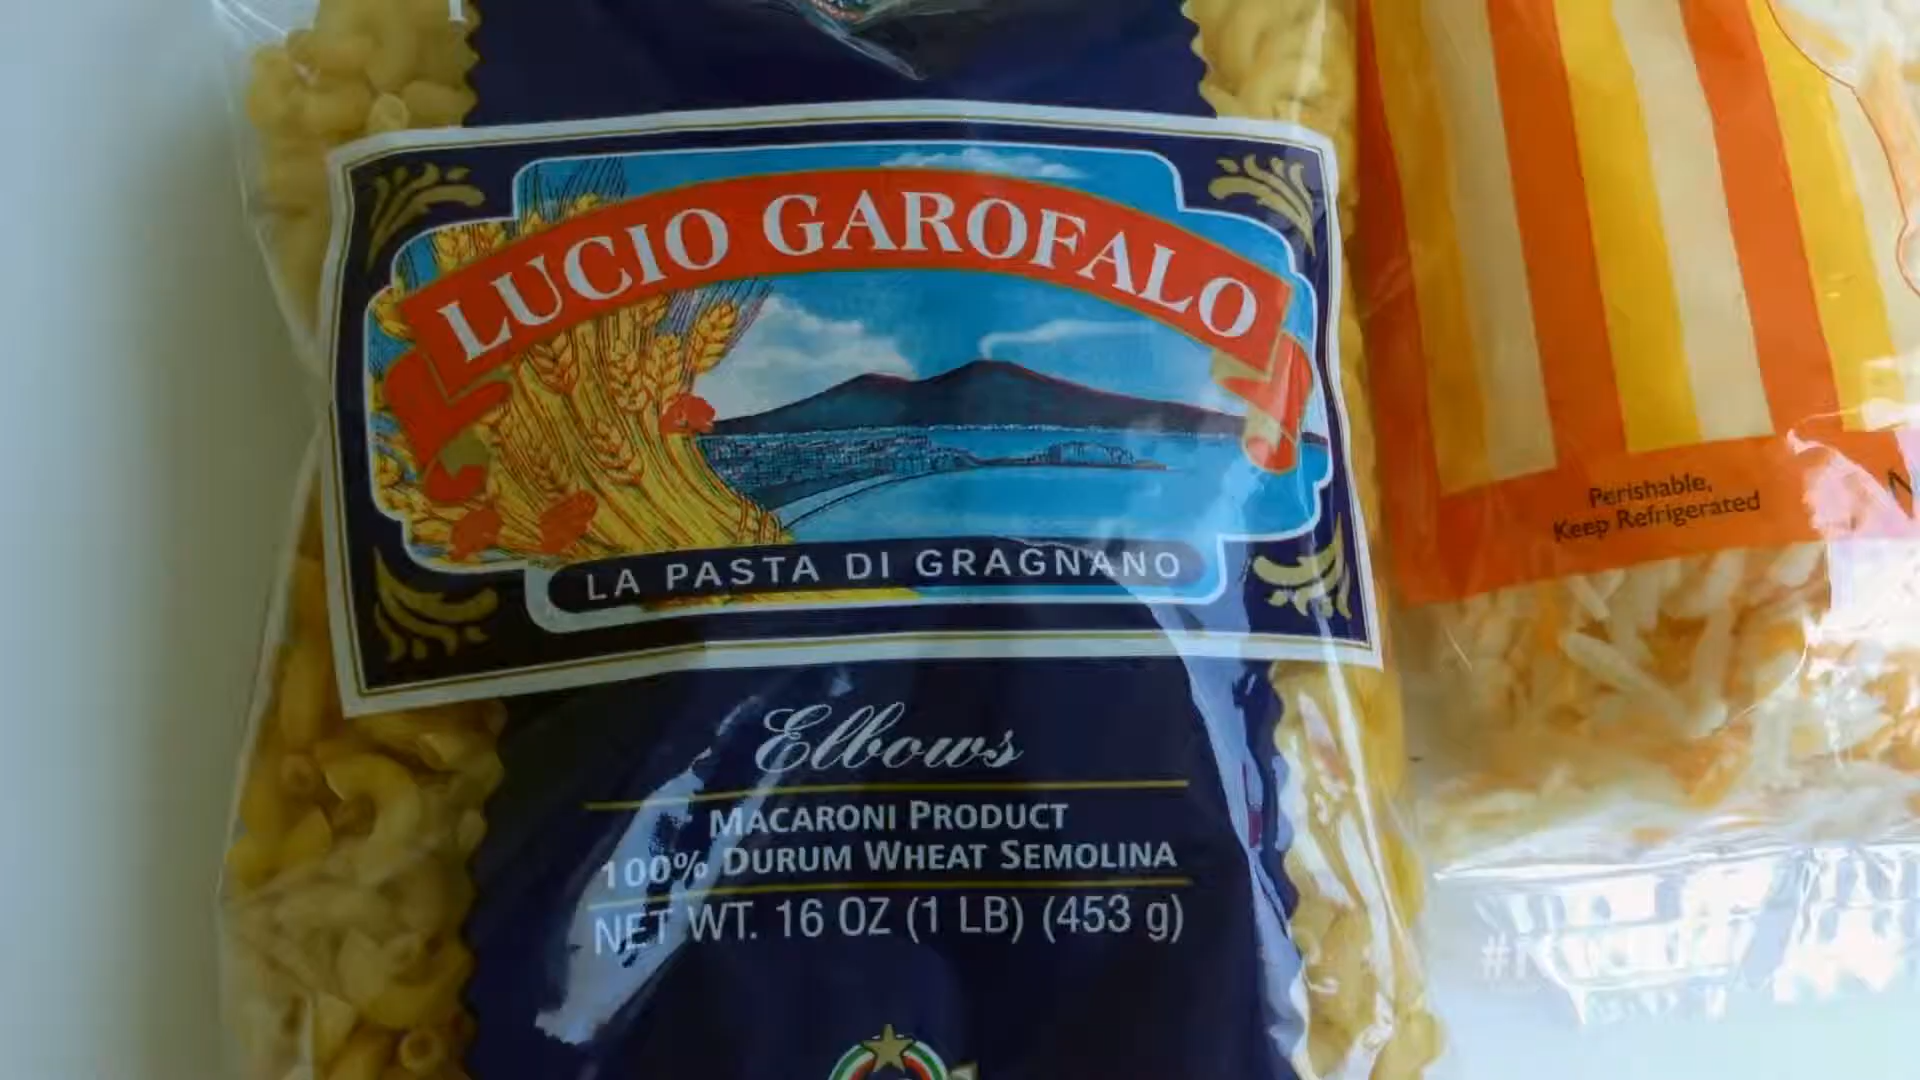 LUCIO GAROFALO
LA PASTA DI GRAGNANO
Elbows
MACARONI PRODUCT
100% DURUM WHEAT SEMOLINA
NET WT. 16 OZ (1 LB) (453 g)
Perishable,
Keep Refrigerated